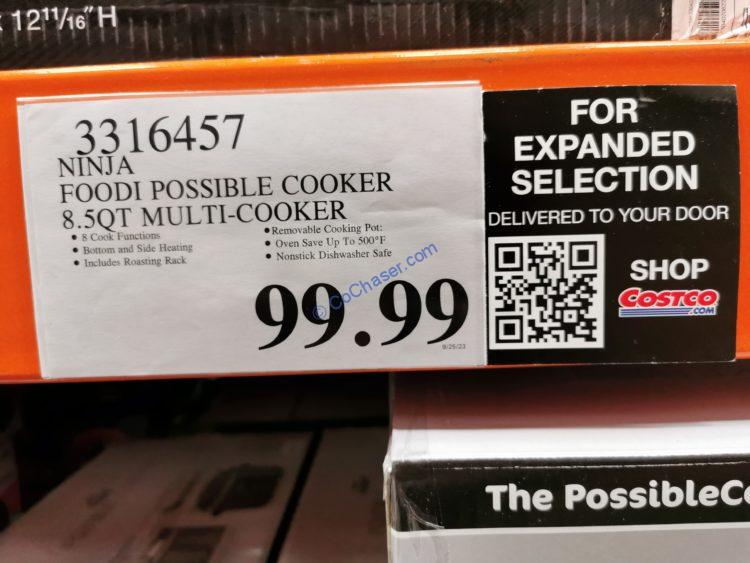 x 12 11/16" H
3316457
NINJA
FOODI POSSIBLE COOKER
8.5QT MULTI-COOKER
• 8 Cook Functions
• Bottom and Side Heating
• Includes Roasting Rack
• Removable Cooking Pot:
• Oven Save Up To 500°F
• Nonstick Dishwasher Safe
© CoChaser.com
99.99
9/25/23
FOR
EXPANDED
SELECTION
DELIVERED TO YOUR DOOR
SHOP
COSTCO
.COM
The PossibleCo